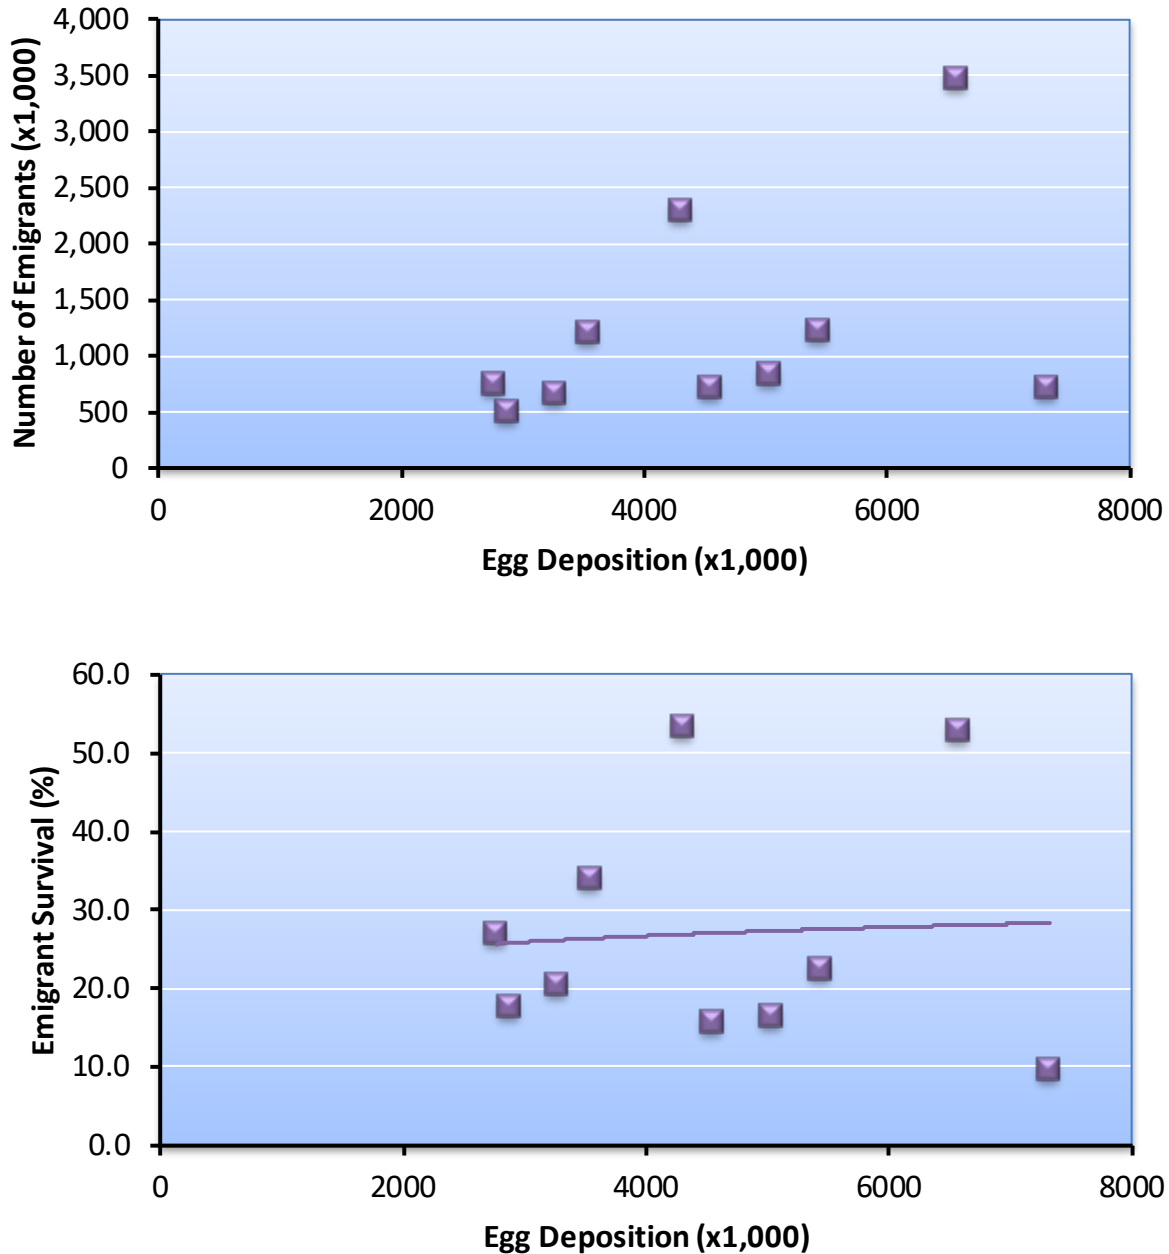 4,000
3,500
3,000
2,500
2,000
1,500
1,000
500
0
Number of Emigrants (x1,000)
0 2000 4000 6000 8000
Egg Deposition (x1,000)
60.0
50.0
40.0
30.0
20.0
10.0
0.0
Emigrant Survival (%)
0 2000 4000 6000 8000
Egg Deposition (x1,000)